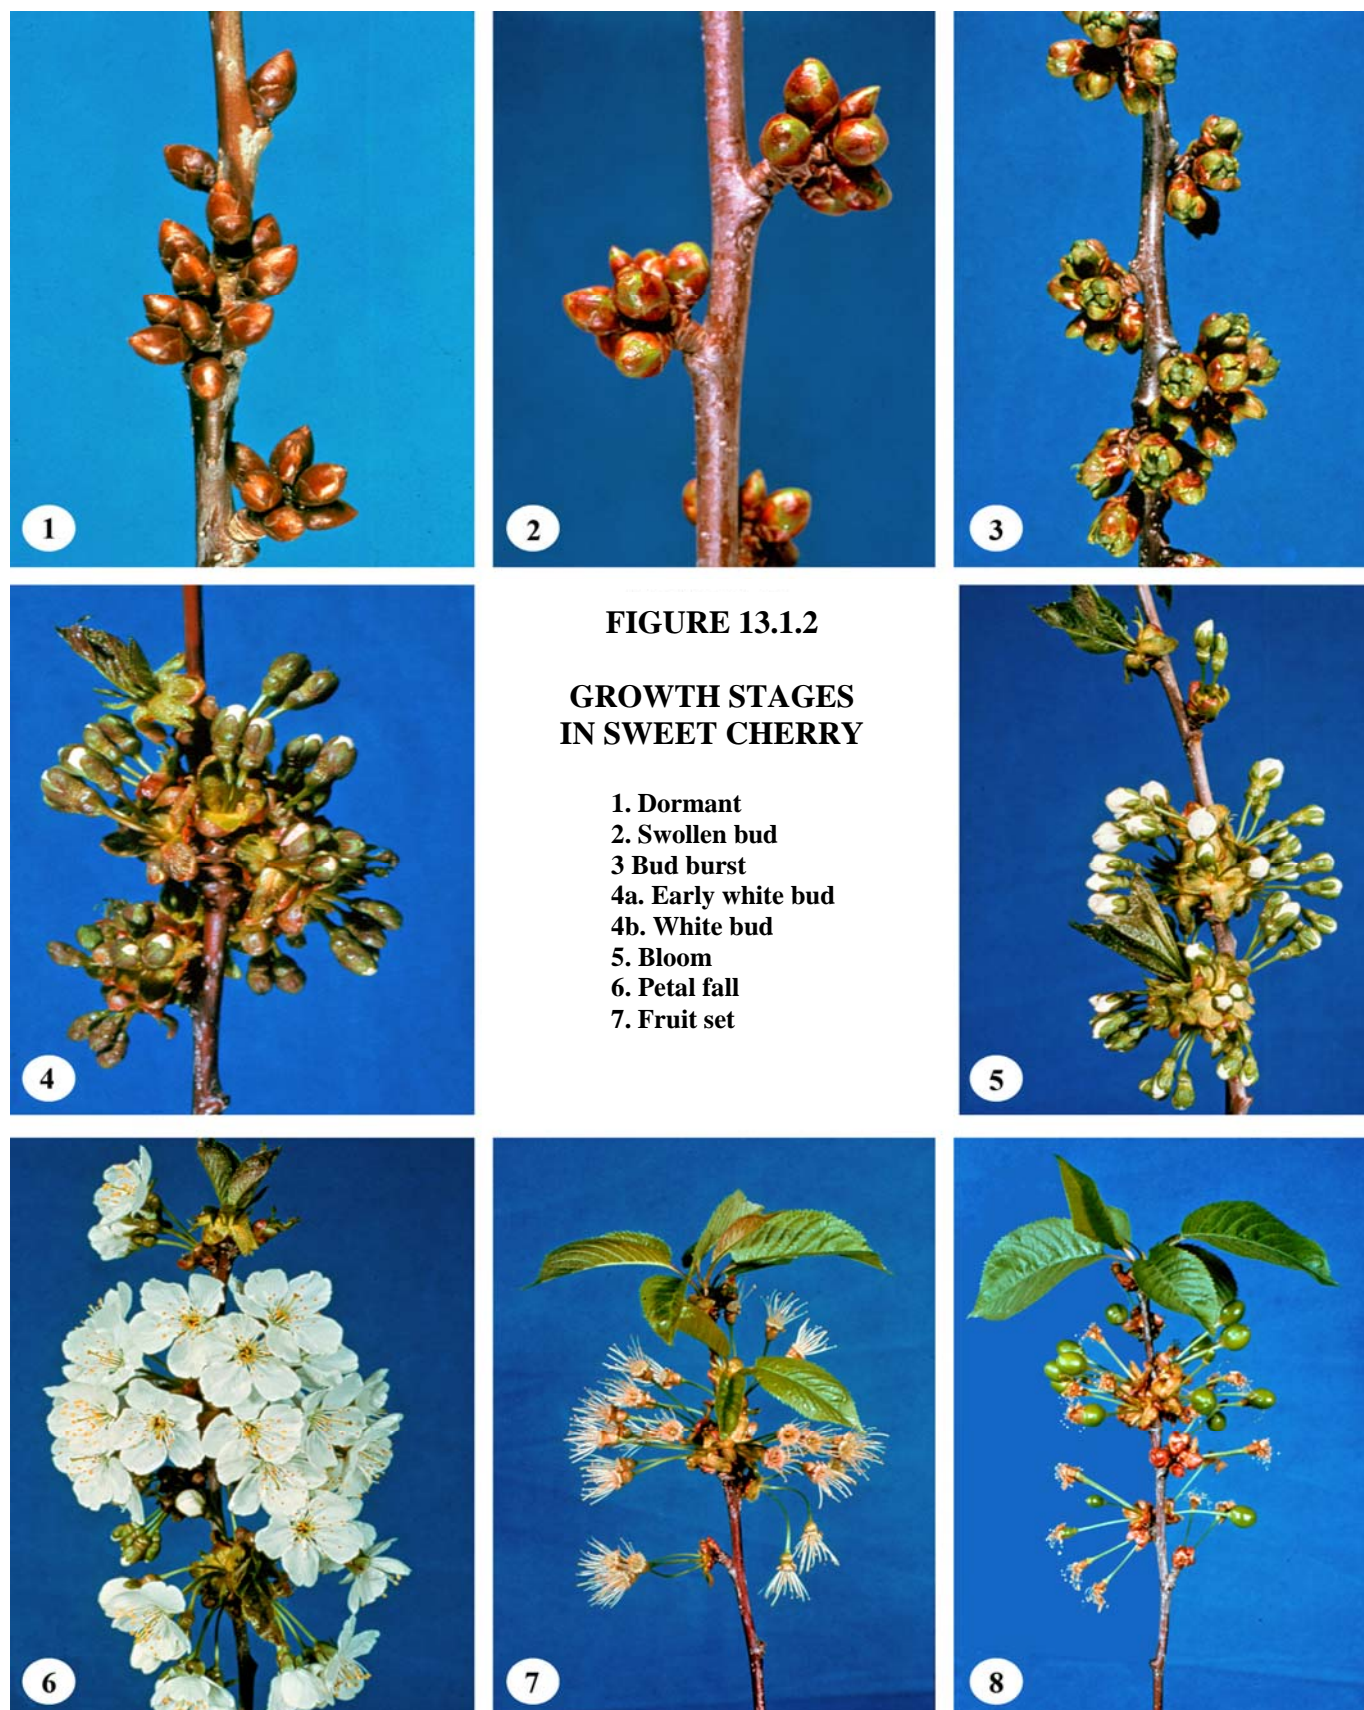 1
2
3
FIGURE 13.1.2
GROWTH STAGES
IN SWEET CHERRY
1. Dormant
2. Swollen bud
3 Bud burst
4a. Early white bud
4b. White bud
5. Bloom
6. Petal fall
7. Fruit set
4
5
6
7
8